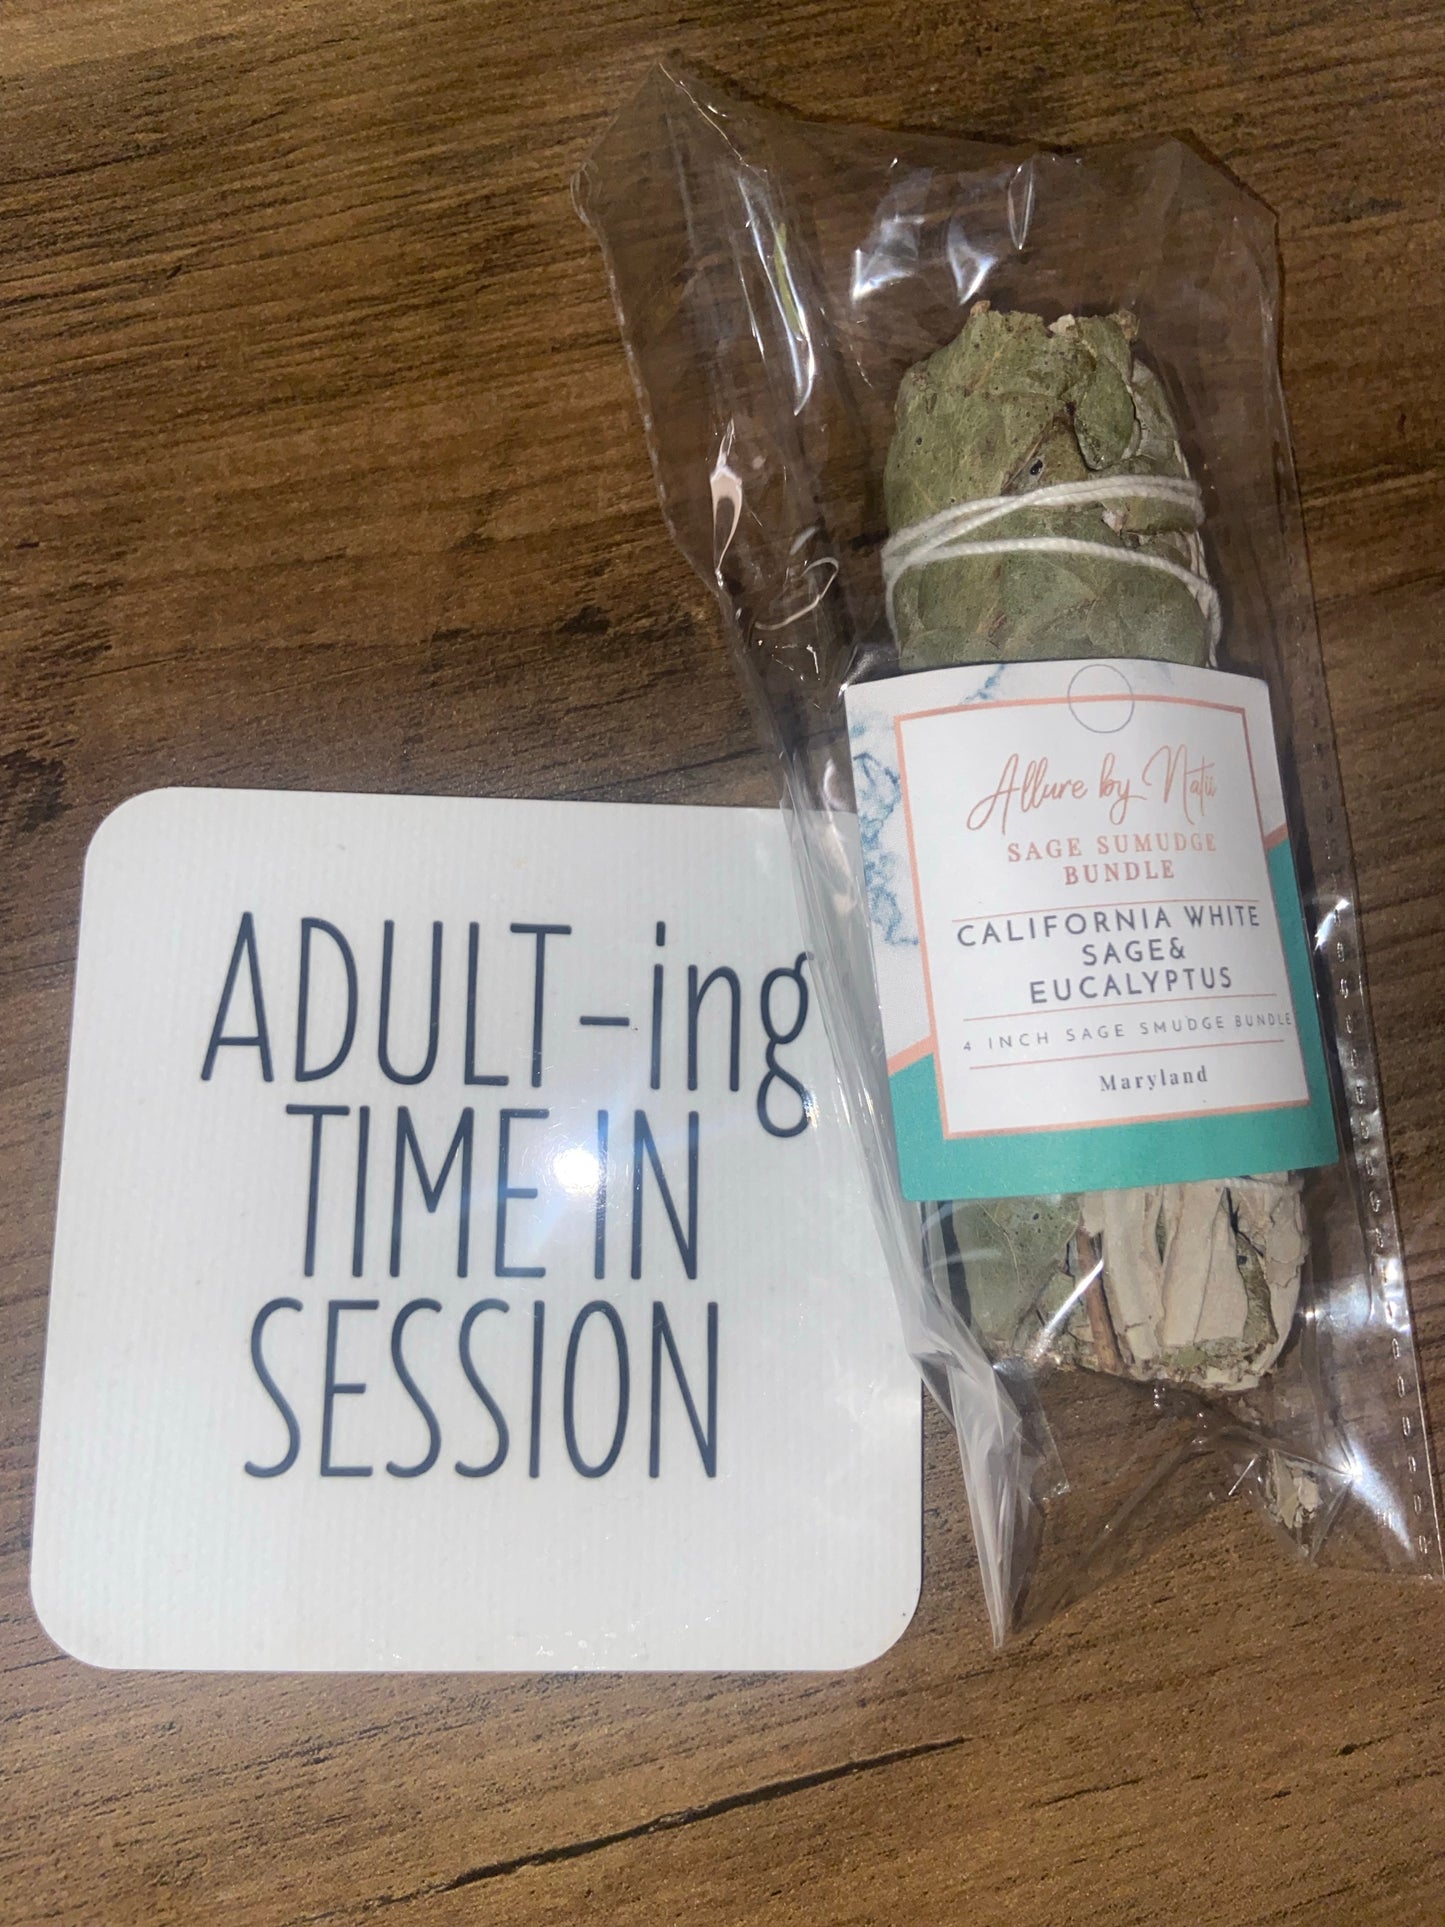 ADULT-ing
TIME IN
SESSION
Allure by Natii
SAGE SUMUDGE
BUNDLE
CALIFORNIA WHITE
SAGE&
EUCALYPTUS
4 INCH SAGE SMUDGE BUNDLE
Maryland